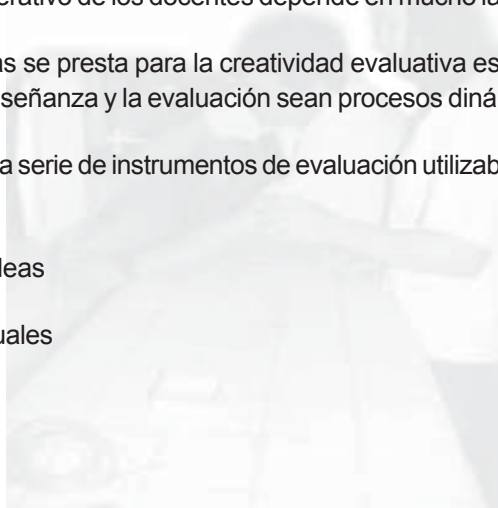 erativo de los docentes depende en mucho la
as se presta para la creatividad evaluativa es
señanza y la evaluación sean procesos diná
a serie de instrumentos de evaluación utilizab
deas
uales